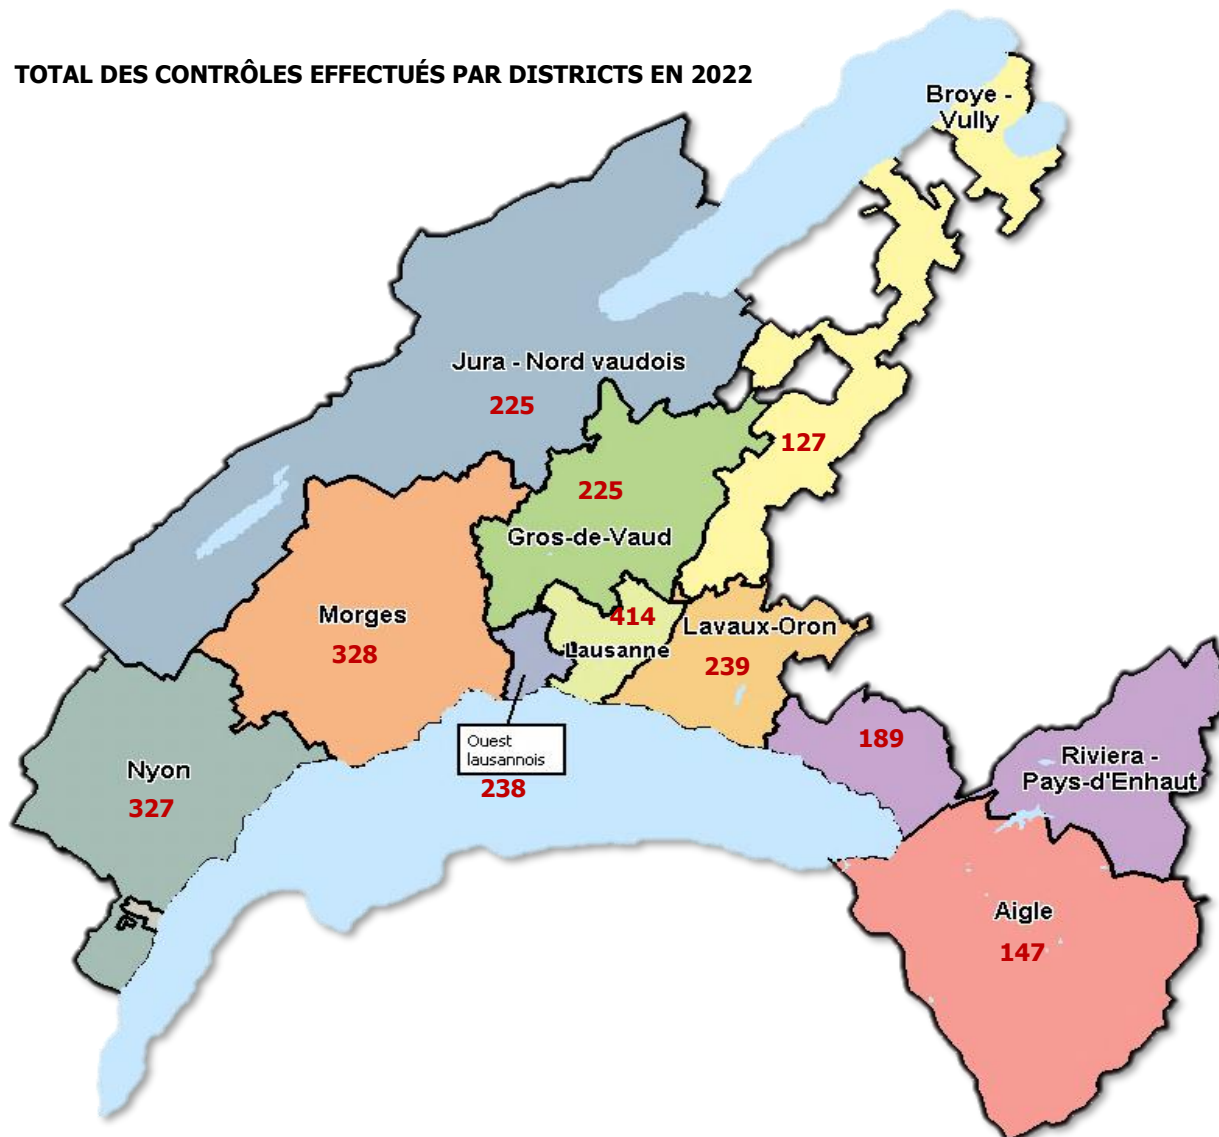 TOTAL DES CONTRÔLES EFFECTUÉS PAR DISTRICTS EN 2022
Broye -
Vully
Jura - Nord vaudois
225
127
225
Gros-de-Vaud
Morges
328
414
Lausanne
Lavaux-Oron
239
Ouest
lausannois
238
Nyon
327
189
Riviera -
Pays-d'Enhaut
Aigle
147